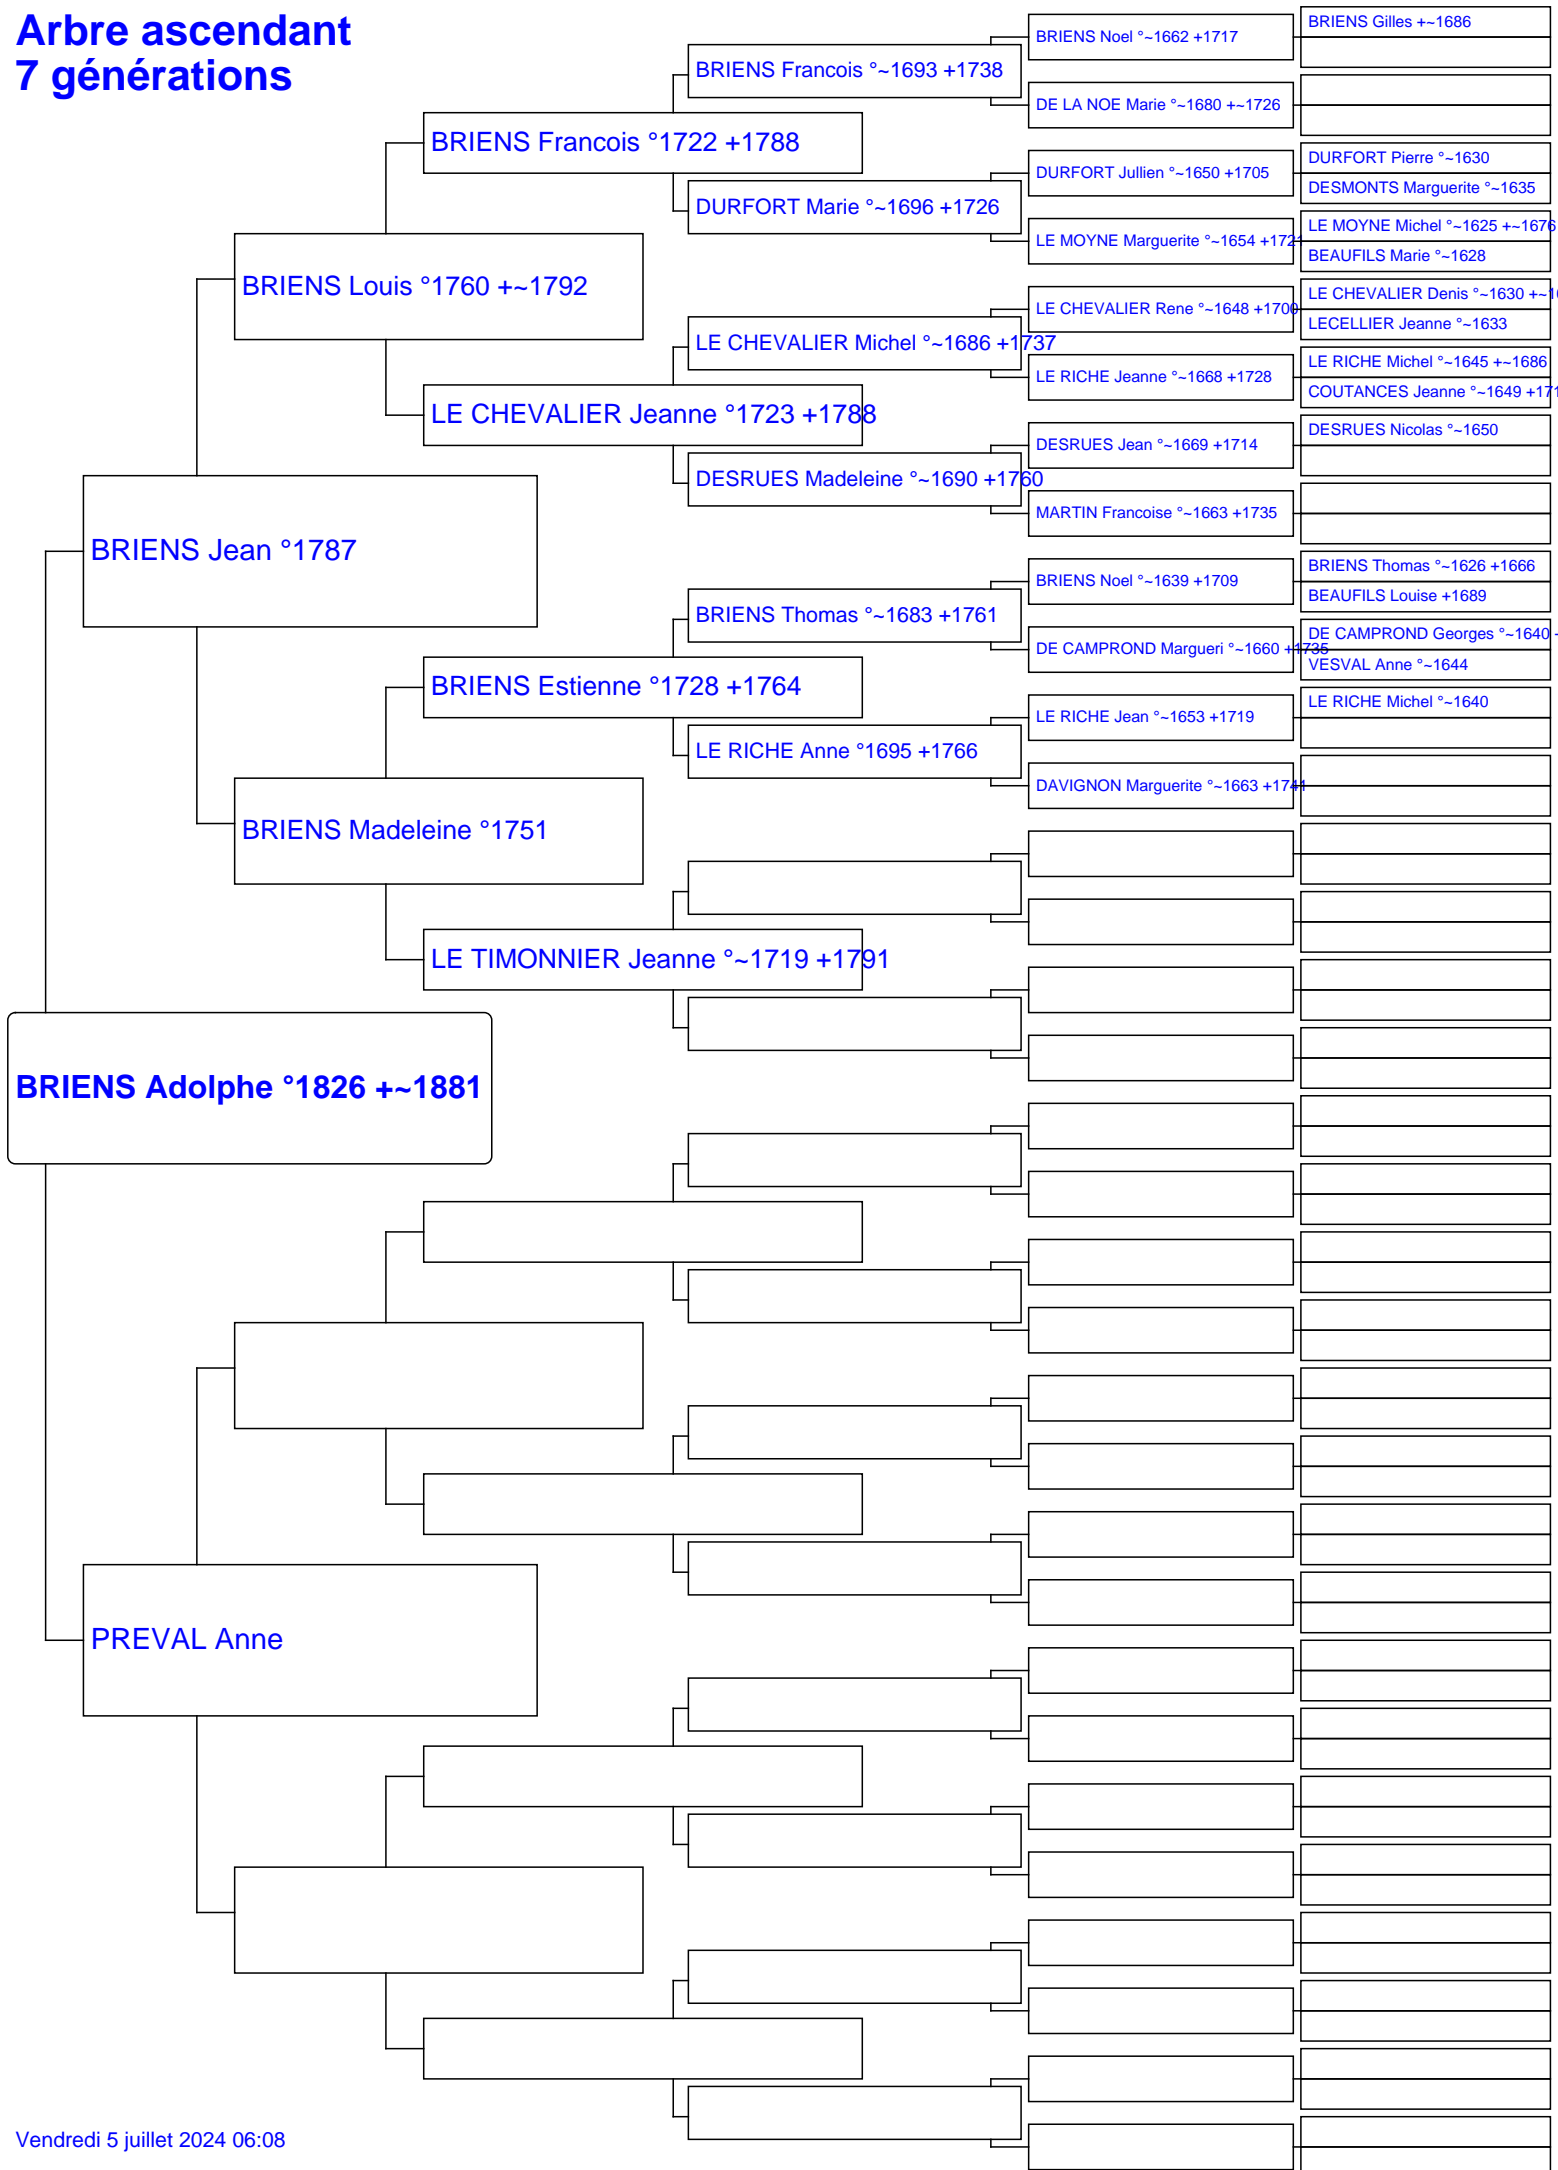 Arbre ascendant
7 générations
BRIENS Gilles +~1686
BRIENS Noel °~1662 +1717
BRIENS Francois °~1693 +1738
DE LA NOE Marie °~1680 +~1726
BRIENS Francois °1722 +1788
DURFORT Pierre °~1630
DURFORT Jullien °~1650 +1705
DESMONTS Marguerite °~1635
DURFORT Marie °~1696 +1726
LE MOYNE Michel °~1625 +~1676
LE MOYNE Marguerite °~1654 +1721
BEAUFILS Marie °~1628
BRIENS Louis °1760 +~1792
LE CHEVALIER Denis °~1630 +~1
LE CHEVALIER Rene °~1648 +1700
LECELLIER Jeanne °~1633
LE CHEVALIER Michel °~1686 +1737
LE RICHE Michel °~1645 +~1686
LE RICHE Jeanne °~1668 +1728
COUTANCES Jeanne °~1649 +171
LE CHEVALIER Jeanne °1723 +1788
DESRUES Nicolas °~1650
DESRUES Jean °~1669 +1714
DESRUES Madeleine °~1690 +1760
MARTIN Francoise °~1663 +1735
BRIENS Jean °1787
BRIENS Thomas °~1626 +1666
BRIENS Noel °~1639 +1709
BEAUFILS Louise +1689
BRIENS Thomas °~1683 +1761
DE CAMPROND Georges °~1640 +
DE CAMPROND Margueri °~1660 +1735
VESVAL Anne °~1644
BRIENS Estienne °1728 +1764
LE RICHE Michel °~1640
LE RICHE Jean °~1653 +1719
LE RICHE Anne °1695 +1766
DAVIGNON Marguerite °~1663 +1741
BRIENS Madeleine °1751
LE TIMONNIER Jeanne °~1719 +1791
BRIENS Adolphe °1826 +~1881
PREVAL Anne
Vendredi 5 juillet 2024 06:08